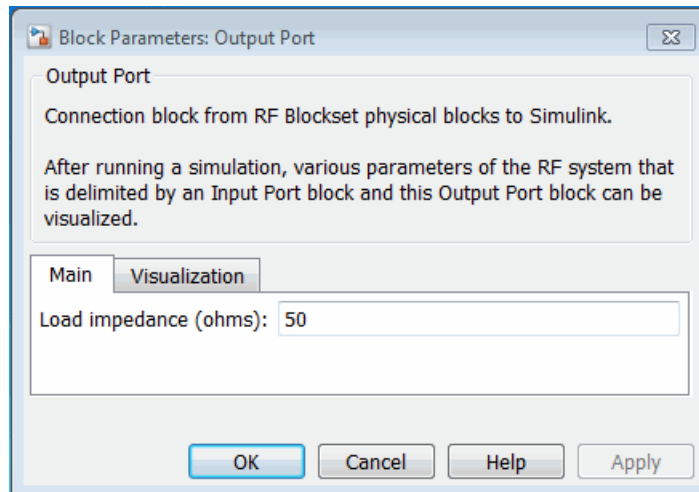 Block Parameters: Output Port
Output Port
Connection block from RF Blockset physical blocks to Simulink.
After running a simulation, various parameters of the RF system that
is delimited by an Input Port block and this Output Port block can be
visualized.
Main Visualization
Load impedance (ohms): 50
OK Cancel Help Apply